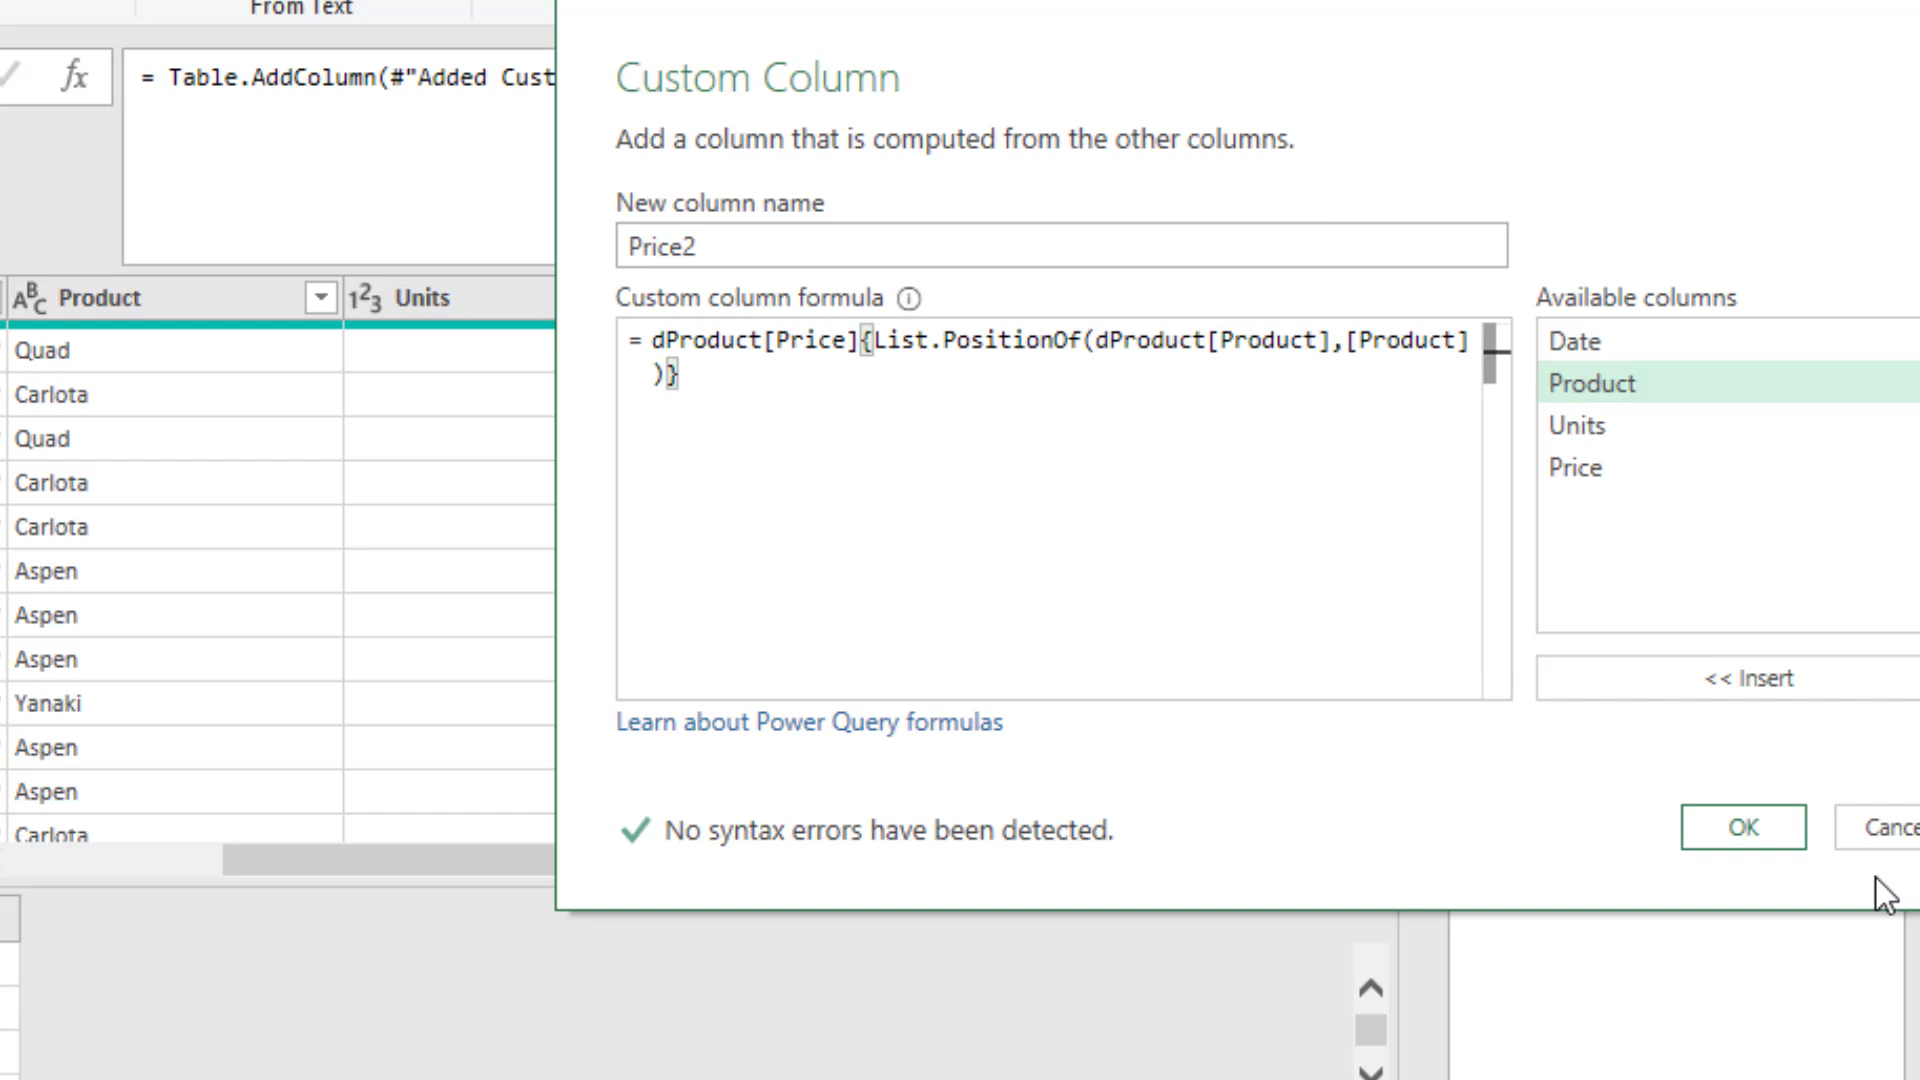 From Text
fx
= Table.AddColumn(#"Added Cust
Custom Column
Add a column that is computed from the other columns.
New column name
Price2
Custom column formula
Available columns
= dProduct[Price]{List.PositionOf(dProduct[Product],[Product]
)}
Date
Product
Units
Price
<< Insert
Learn about Power Query formulas
No syntax errors have been detected.
OK
Cance
ABC Product
123 Units
Quad
Carlota
Quad
Carlota
Carlota
Aspen
Aspen
Aspen
Yanaki
Aspen
Aspen
Carlota